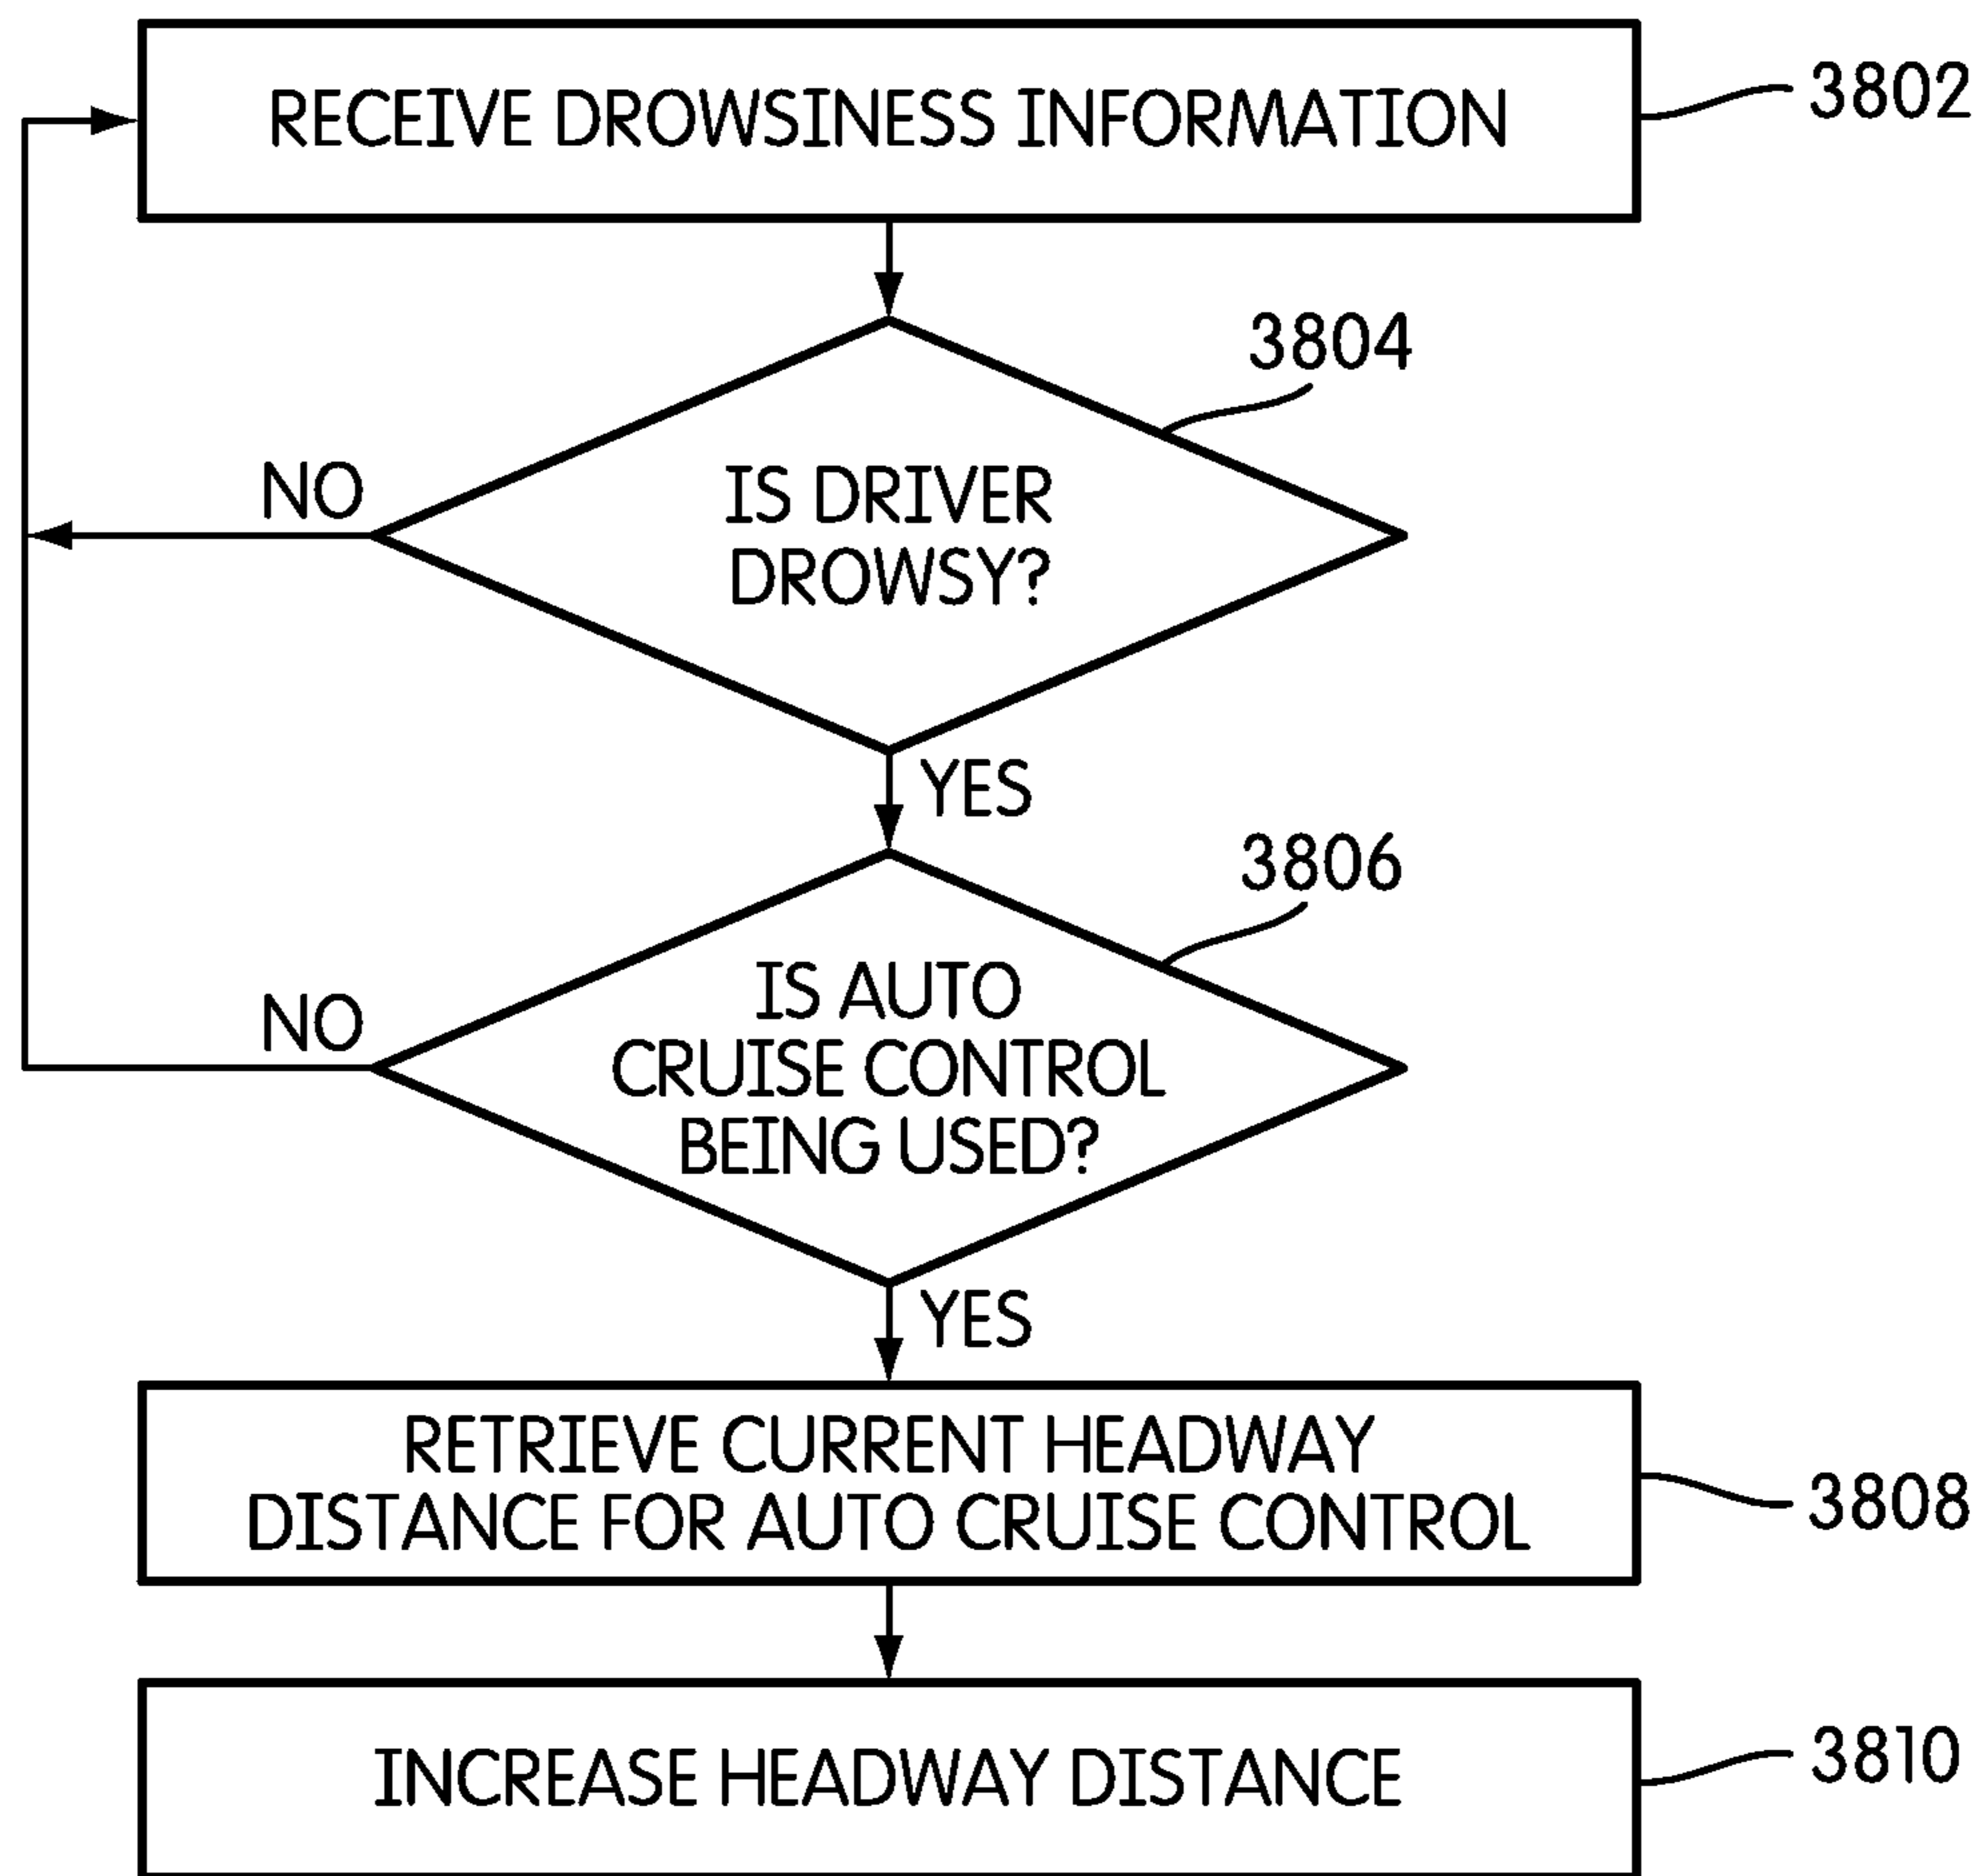 RECEIVE DROWSINESS INFORMATION
3802
3804
IS DRIVER
DROWSY?
NO
YES
3806
IS AUTO
CRUISE CONTROL
BEING USED?
NO
YES
RETRIEVE CURRENT HEADWAY
DISTANCE FOR AUTO CRUISE CONTROL
3808
INCREASE HEADWAY DISTANCE
3810